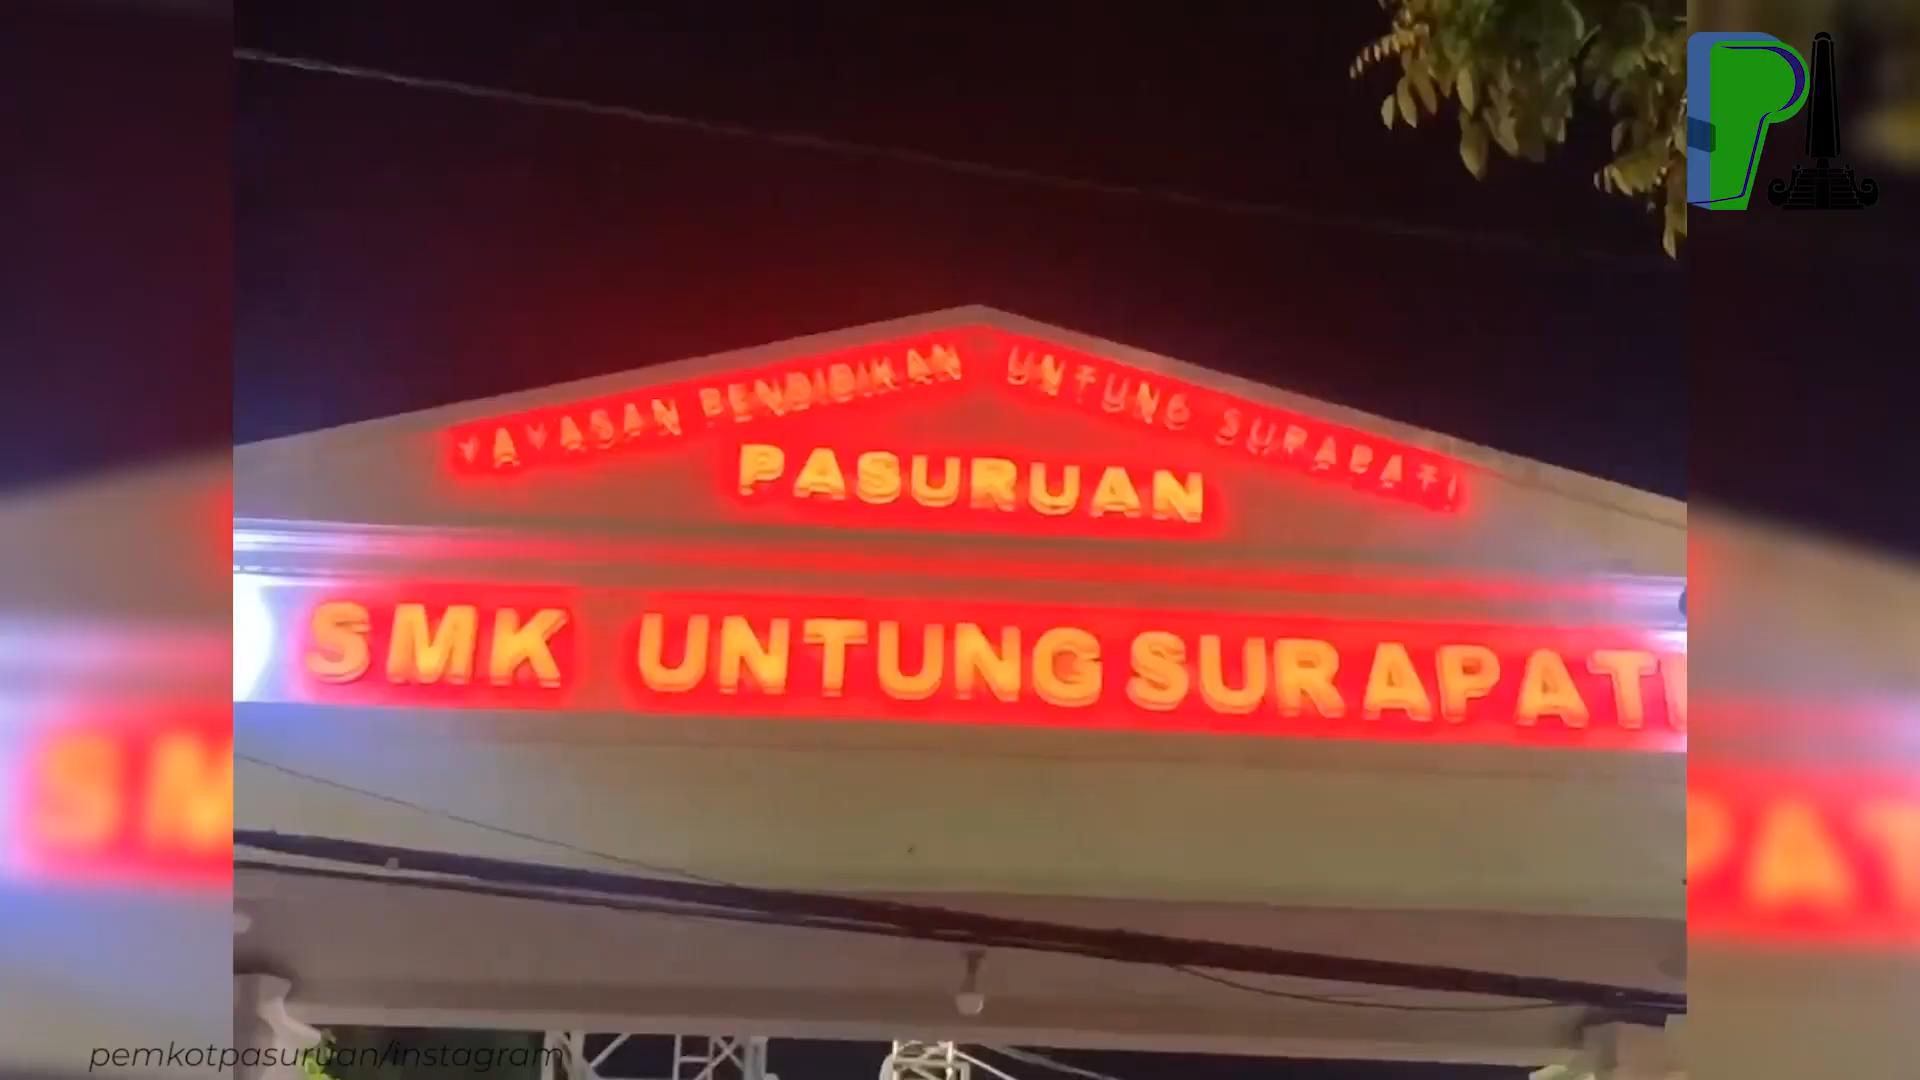 YAYASAN PENDIDIKAN UNTUNG SURAPATI
PASURUAN
SMK UNTUNG SURAPATI
pemkotpasuruan/instagram